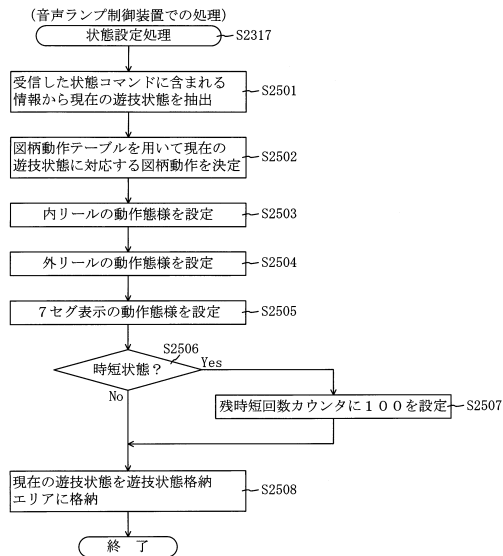 (音声ランプ制御装置での処理)
状態設定処理
S2317
受信した状態コマンドに含まれる
情報から現在の遊技状態を抽出
S2501
図柄動作テーブルを用いて現在の
遊技状態に対応する図柄動作を決定
S2502
内リールの動作態様を設定
S2503
外リールの動作態様を設定
S2504
7セグ表示の動作態様を設定
S2505
S2506
時短状態?
Yes
No
残時短回数カウンタに100を設定
S2507
現在の遊技状態を遊技状態格納
エリアに格納
S2508
終 了